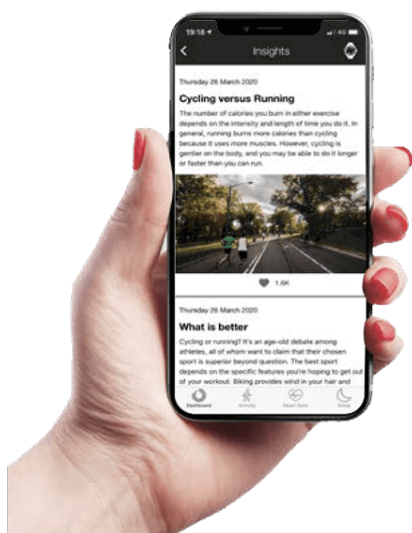 19:18
4G
Insights
Thursday 26 March 2020
Cycling versus Running
The number of calories you burn in either exercise
depends on the intensity and length of time you do it. In
general, running burns more calories than cycling
because it uses more muscles. However, cycling is
gentler on the body, and you may be able to do it longer
or faster than you can run.
1,6K
Thursday 26 March 2020
What is better
Cycling or running? It's an age-old debate among
athletes, all of whom want to claim that their chosen
sport is superior beyond question. The best sport
depends on the specific features you're hoping to get out
of your workout. Biking provides wind in your hair and
Dashboard Activity Heart Rate Sleep